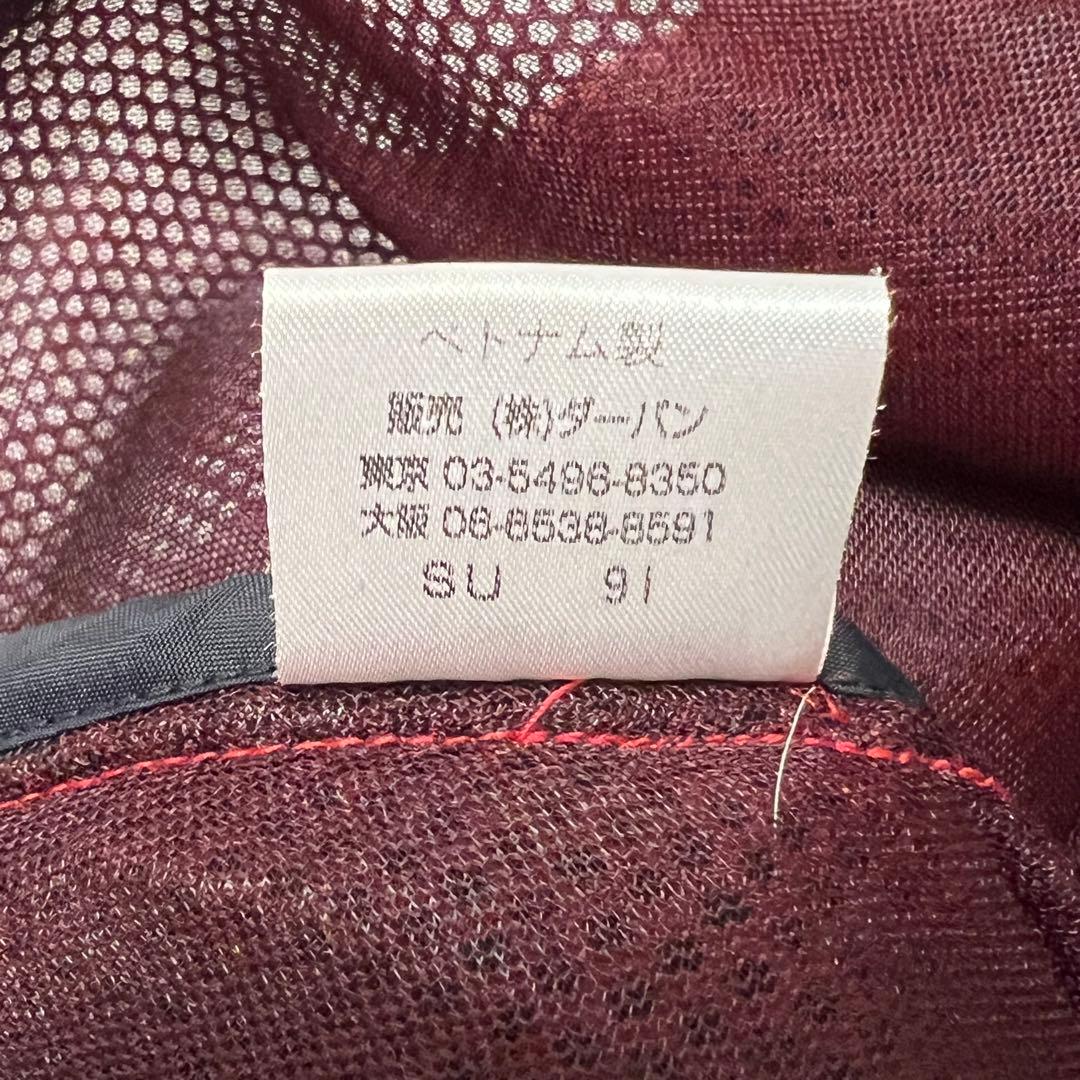 ベトナム製
販売 (株)ダーバン
東京 03-5496-8350
大阪 06-6538-6591
SU 91